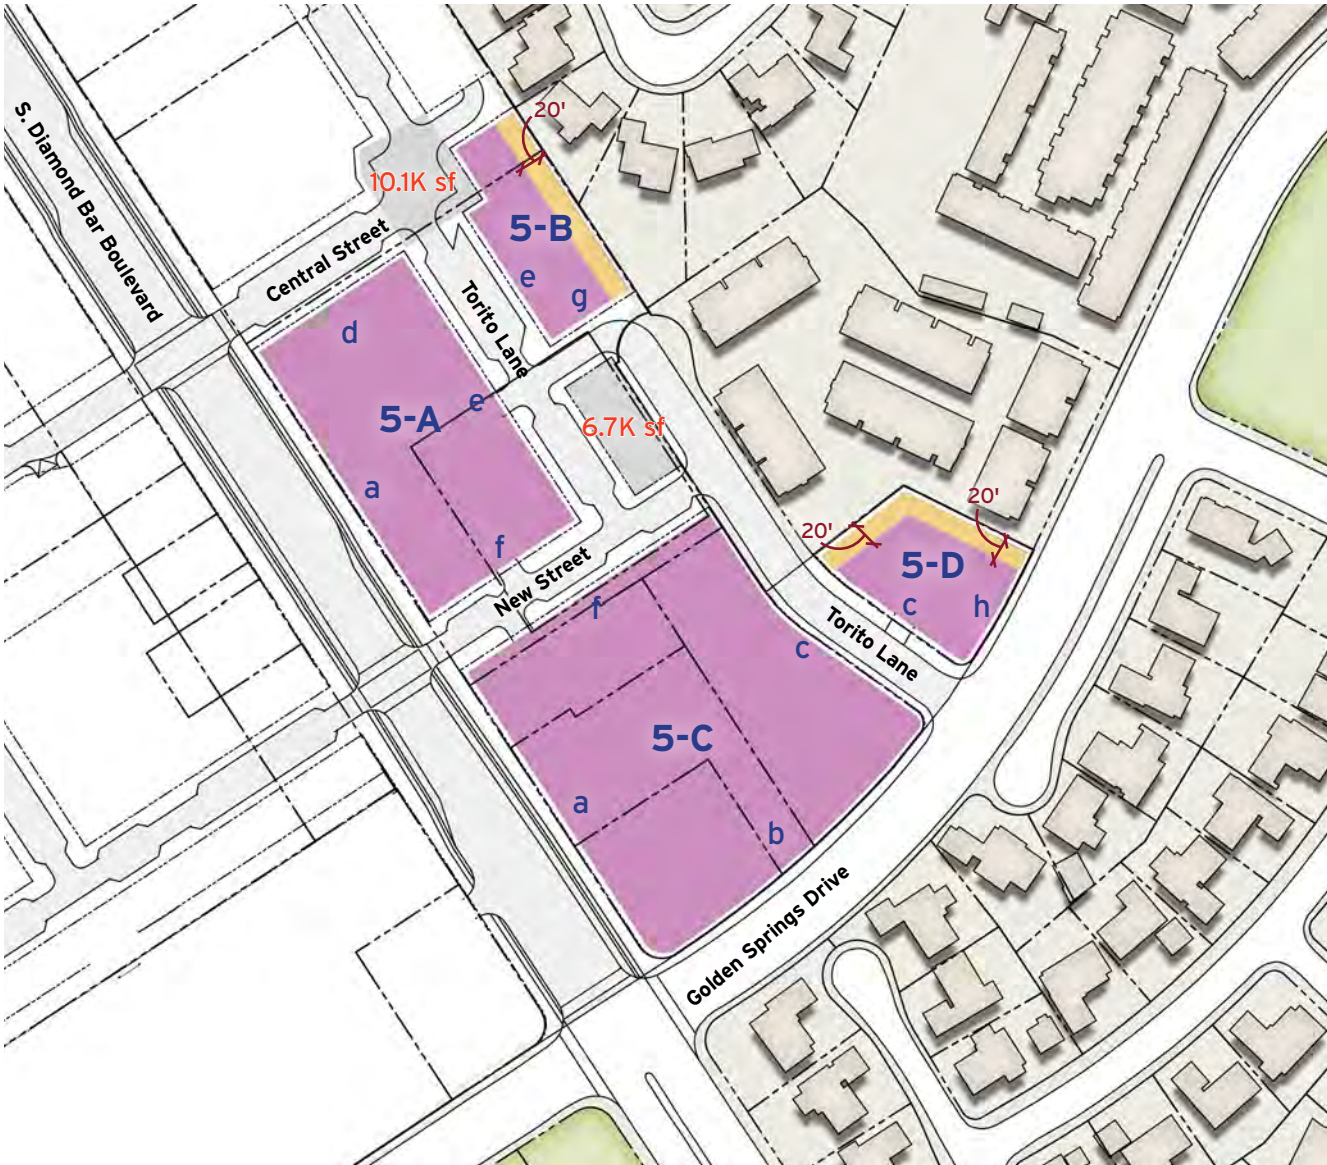 S. Diamond Bar Boulevard
20'
10.1K sf
5-B
Central Street
e
g
Torito Lane
d
5-A
e
6.7K sf
a
f
New Street
20'
20'
5-D
c
h
f
c
Torito Lane
5-C
a
b
Golden Springs Drive